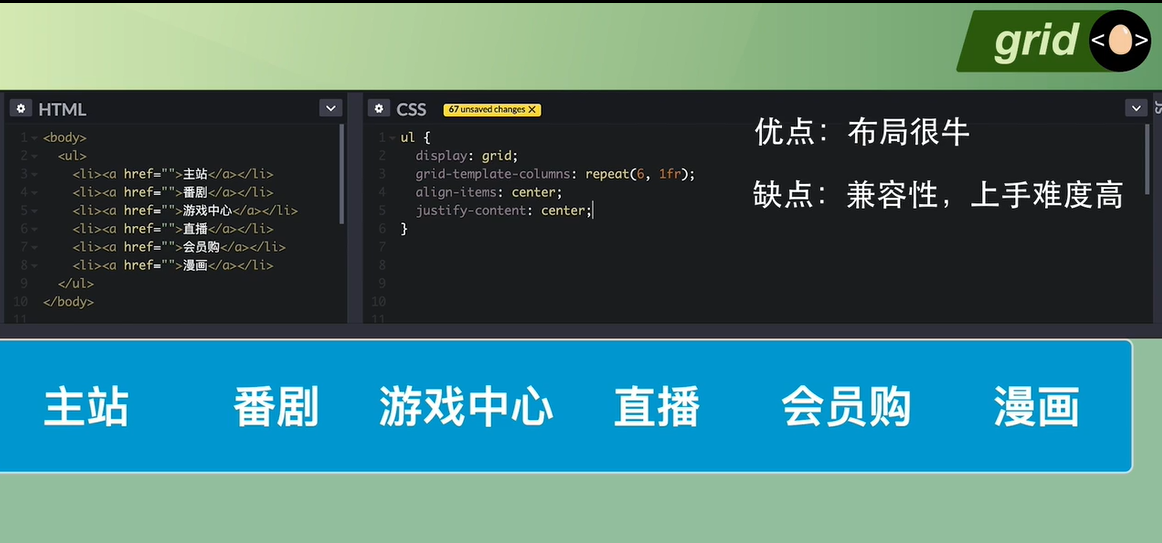 grid
< >
HTML
CSS
67 unsaved changes ×
JS
1 <body>
2 <ul>
3 <li><a href="">主站</a></li>
4 <li><a href="">番剧</a></li>
5 <li><a href="">游戏中心</a></li>
6 <li><a href="">直播</a></li>
7 <li><a href="">会员购</a></li>
8 <li><a href="">漫画</a></li>
9 </ul>
10 </body>
11
1 ul {
2 display: grid;
3 grid-template-columns: repeat(6, 1fr);
4 align-items: center;
5 justify-content: center;
6 }
7
8
9
10
11
优点：布局很牛
缺点：兼容性，上手难度高
主站 番剧 游戏中心 直播 会员购 漫画